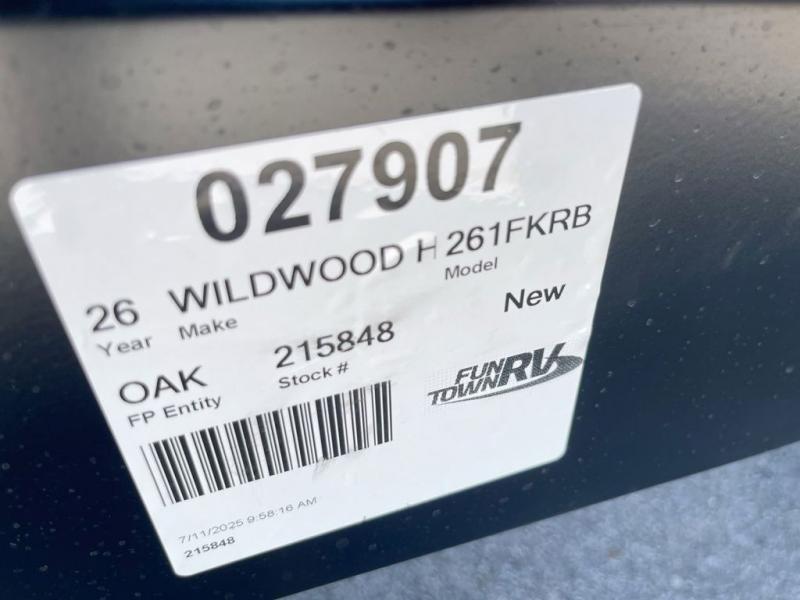 027907
26 WILDWOOD H 261FKRB
Year Make Model
New
OAK 215848
FP Entity Stock #
FUN TOWN RV
7/11/2025 9:58:16 AM
215848